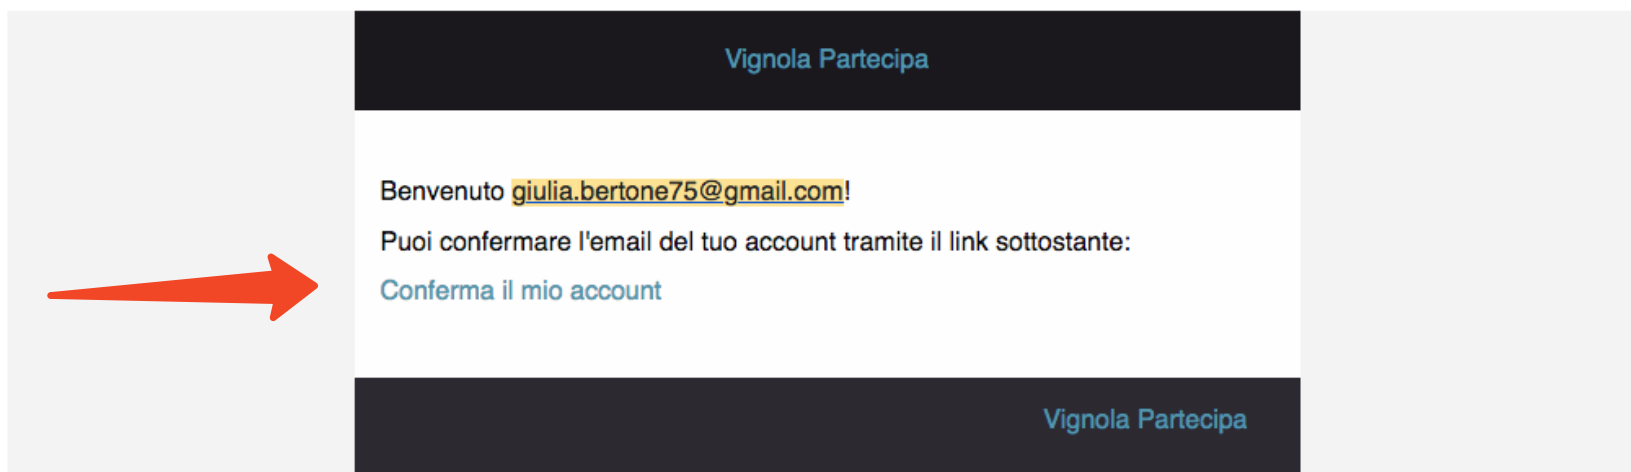 Vignola Partecipa
Benvenuto giulia.bertone75@gmail.com!
Puoi confermare l'email del tuo account tramite il link sottostante:
Conferma il mio account
Vignola Partecipa